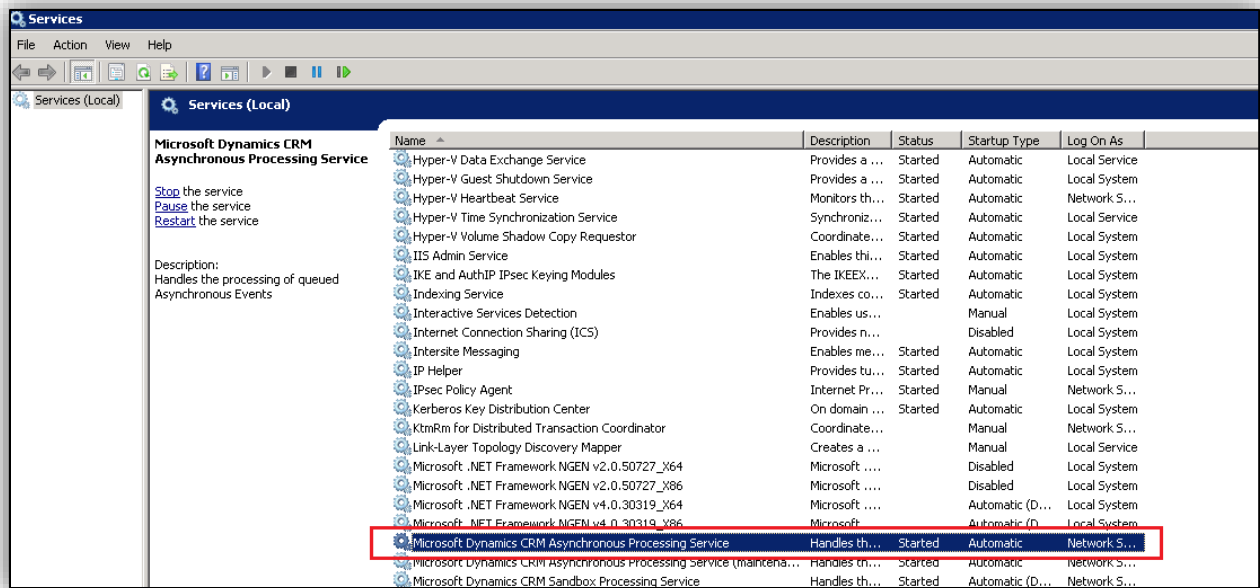 Services
File Action View Help
Services (Local)
Services (Local)
Microsoft Dynamics CRM
Asynchronous Processing Service
Stop the service
Pause the service
Restart the service
Description:
Handles the processing of queued
Asynchronous Events
Name Description Status Startup Type Log On As
Hyper-V Data Exchange Service Provides a ... Started Automatic Local Service
Hyper-V Guest Shutdown Service Provides a ... Started Automatic Local System
Hyper-V Heartbeat Service Monitors th... Started Automatic Network S...
Hyper-V Time Synchronization Service Synchroniz... Started Automatic Local Service
Hyper-V Volume Shadow Copy Requestor Coordinate... Started Automatic Local System
IIS Admin Service Enables thi... Started Automatic Local System
IKE and AuthIP IPsec Keying Modules The IKEEX... Started Automatic Local System
Indexing Service Indexes co... Started Automatic Local System
Interactive Services Detection Enables us... Manual Local System
Internet Connection Sharing (ICS) Provides n... Disabled Local System
Intersite Messaging Enables me... Started Automatic Local System
IP Helper Provides tu... Started Automatic Local System
IPsec Policy Agent Internet Pr... Started Manual Network S...
Kerberos Key Distribution Center On domain ... Started Automatic Local System
KtmRm for Distributed Transaction Coordinator Coordinate... Manual Network S...
Link-Layer Topology Discovery Mapper Creates a ... Manual Local Service
Microsoft .NET Framework NGEN v2.0.50727_X64 Microsoft .... Disabled Local System
Microsoft .NET Framework NGEN v2.0.50727_X86 Microsoft .... Disabled Local System
Microsoft .NET Framework NGEN v4.0.30319_X64 Microsoft .... Automatic (D... Local System
Microsoft .NET Framework NGEN v4.0.30319_X86 Microsoft Automatic (D Local System
Microsoft Dynamics CRM Asynchronous Processing Service Handles th... Started Automatic Network S...
Microsoft Dynamics CRM Asynchronous Processing Service (maintena... Handles th... Started Automatic Network S...
Microsoft Dynamics CRM Sandbox Processing Service Handles th... Started Automatic (D... Network S...